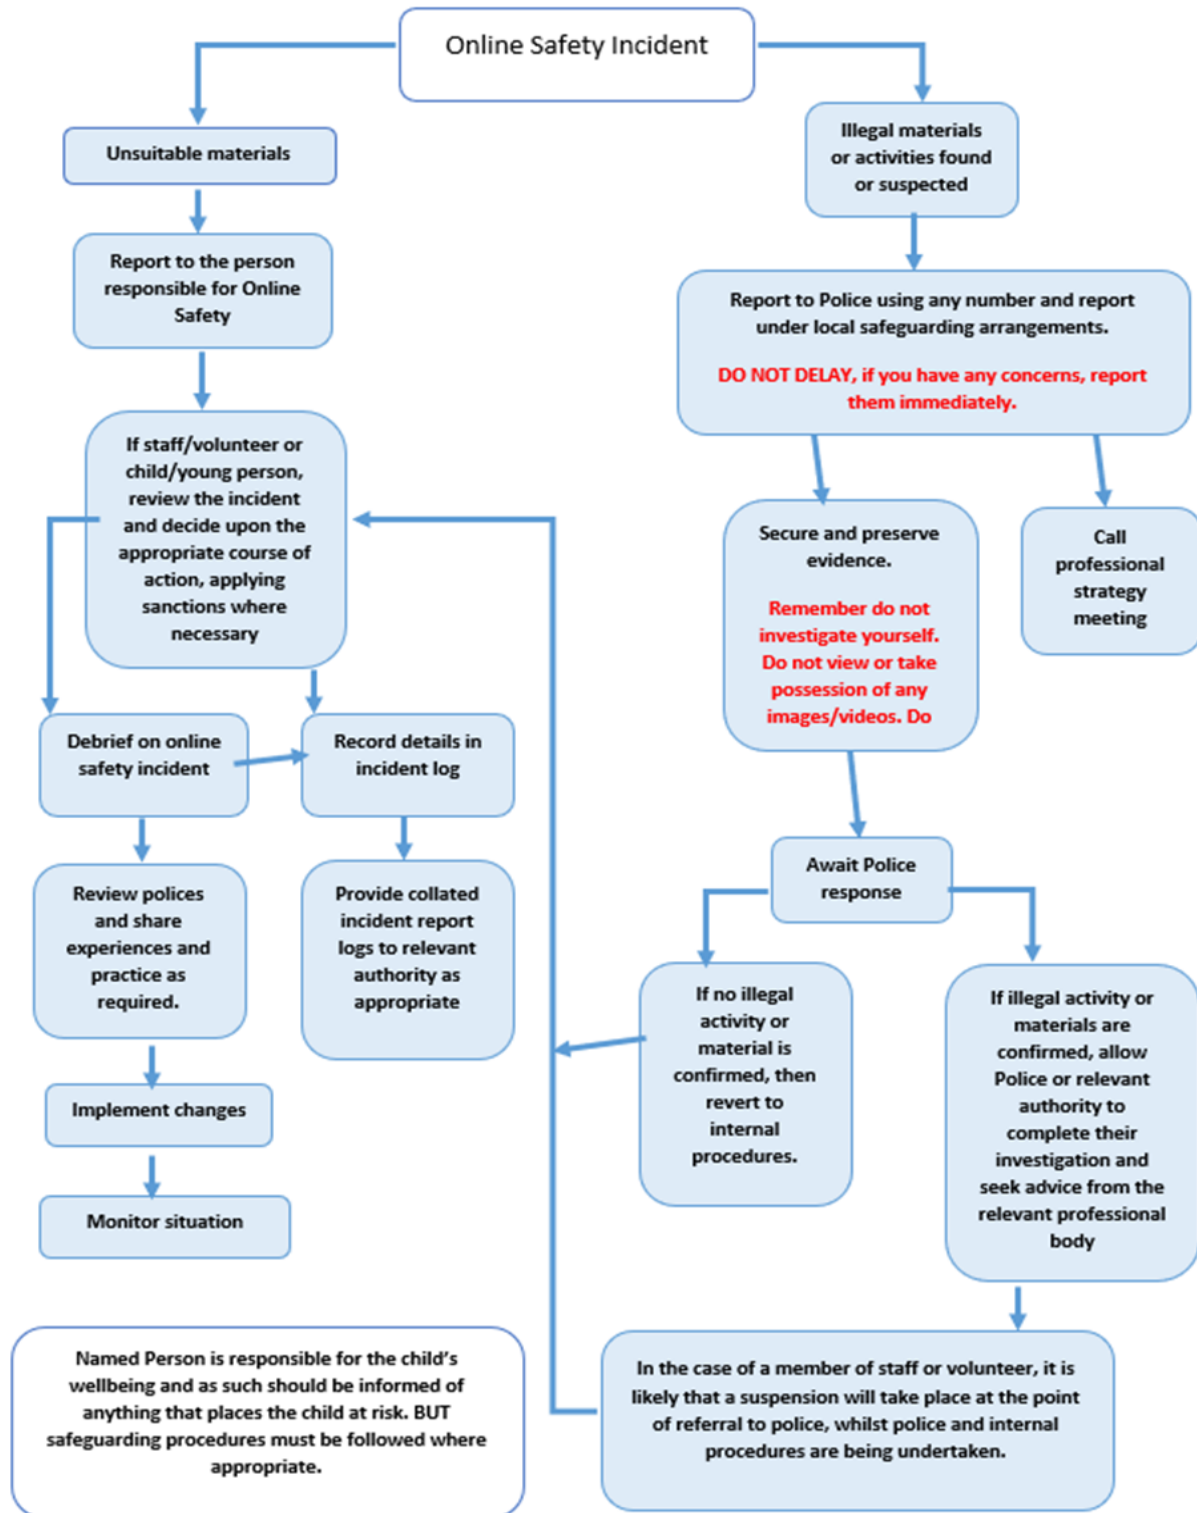 Online Safety Incident
Unsuitable materials
Report to the person
responsible for Online
Safety
If staff/volunteer or
child/young person,
review the incident
and decide upon the
appropriate course of
action, applying
sanctions where
necessary
Debrief on online
safety incident
Record details in
incident log
Review polices
and share
experiences and
practice as
required.
Provide collated
incident report
logs to relevant
authority as
appropriate
Implement changes
Monitor situation
Illegal materials
or activities found
or suspected
Report to Police using any number and report
under local safeguarding arrangements.
DO NOT DELAY, if you have any concerns, report
them immediately.
Secure and preserve
evidence.
Remember do not
investigate yourself.
Do not view or take
possession of any
images/videos. Do
Call
professional
strategy
meeting
Await Police
response
If no illegal
activity or
material is
confirmed, then
revert to
internal
procedures.
If illegal activity or
materials are
confirmed, allow
Police or relevant
authority to
complete their
investigation and
seek advice from the
relevant professional
body
In the case of a member of staff or volunteer, it is
likely that a suspension will take place at the point
of referral to police, whilst police and internal
procedures are being undertaken.
Named Person is responsible for the child's
wellbeing and as such should be informed of
anything that places the child at risk. BUT
safeguarding procedures must be followed where
appropriate.